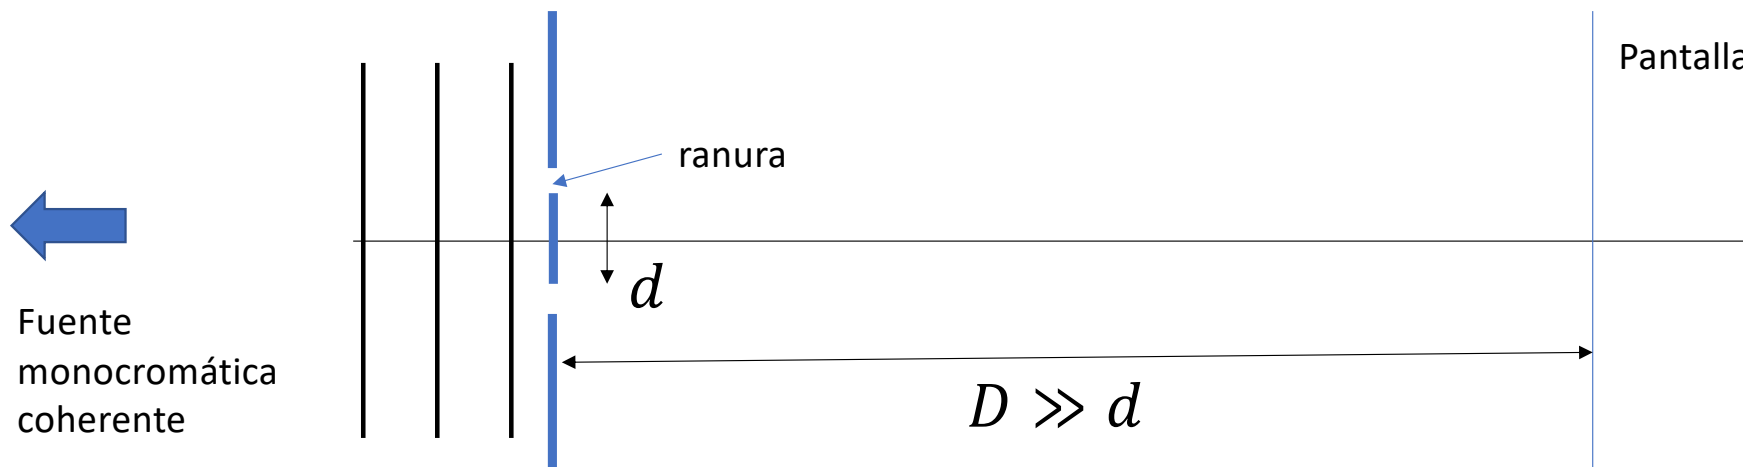 Pantalla
ranura
d
Fuente
monocromática
coherente
D ≫ d